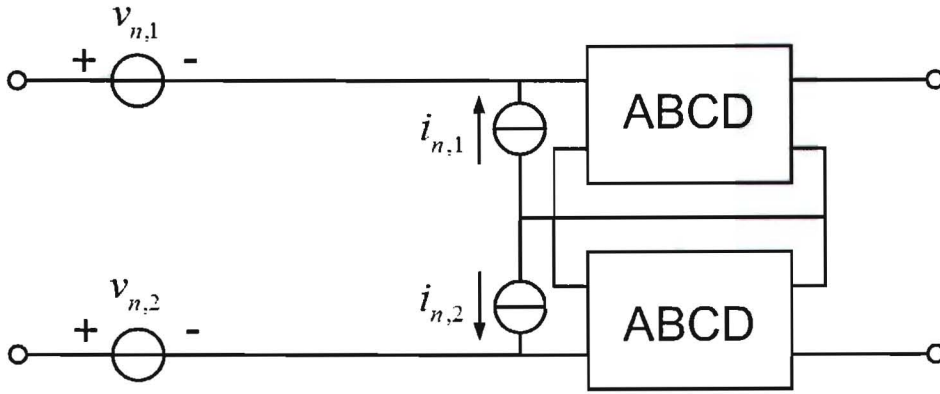 v_{n,1}
+ -
i_{n,1}
ABCD
v_{n,2}
+ -
i_{n,2}
ABCD